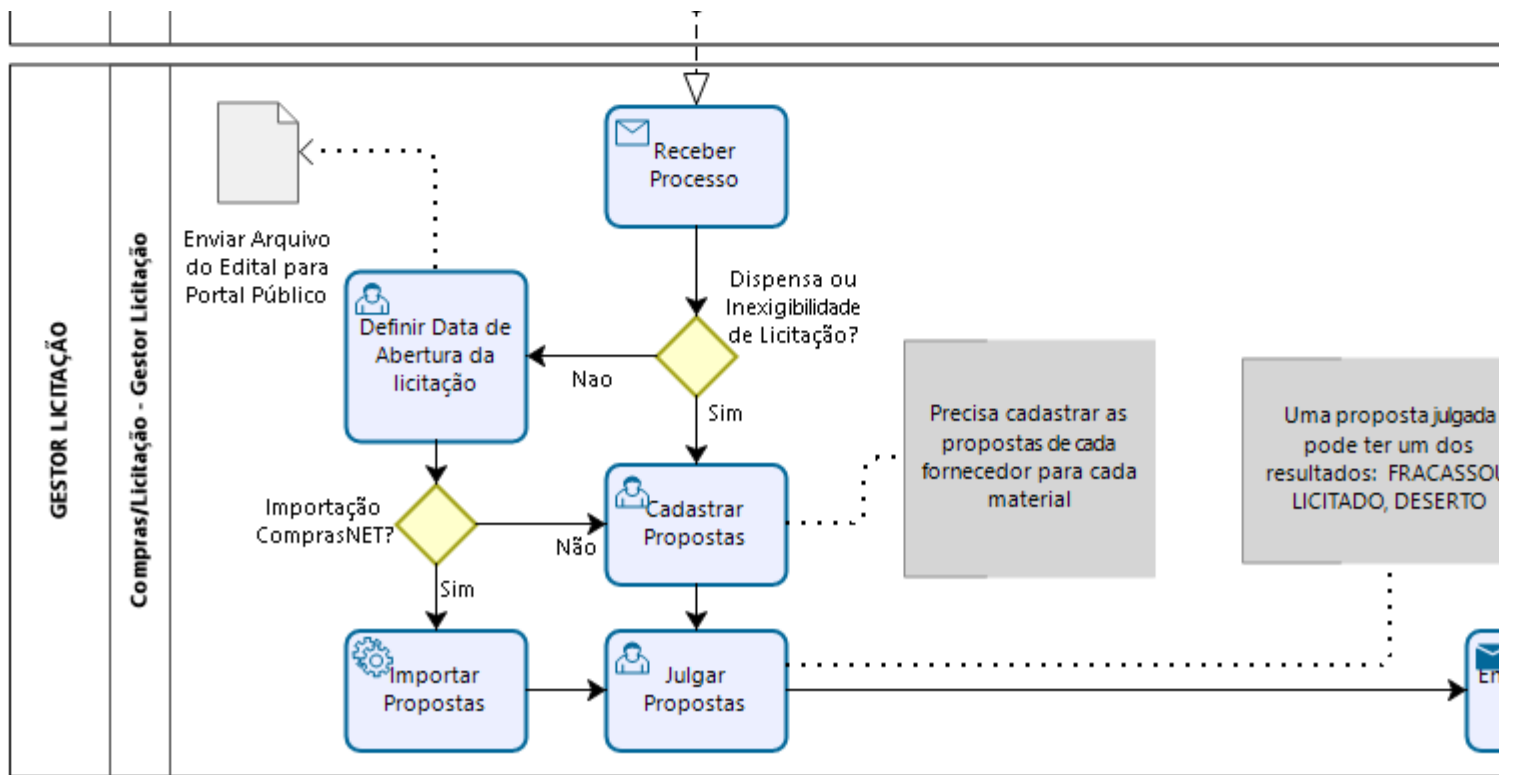 GESTOR LICITAÇÃO
Compras/Licitação - Gestor Licitação
Enviar Arquivo
do Edital para
Portal Público
Receber
Processo
Dispensa ou
Inexigibilidade
de Licitação?
Nao
Sim
Definir Data de
Abertura da
licitação
Importação
ComprasNET?
Não
Sim
Cadastrar
Propostas
Precisa cadastrar as
propostas de cada
fornecedor para cada
material
Uma proposta julgada
pode ter um dos
resultados: FRACASSOU
LICITADO, DESERTO
Importar
Propostas
Julgar
Propostas